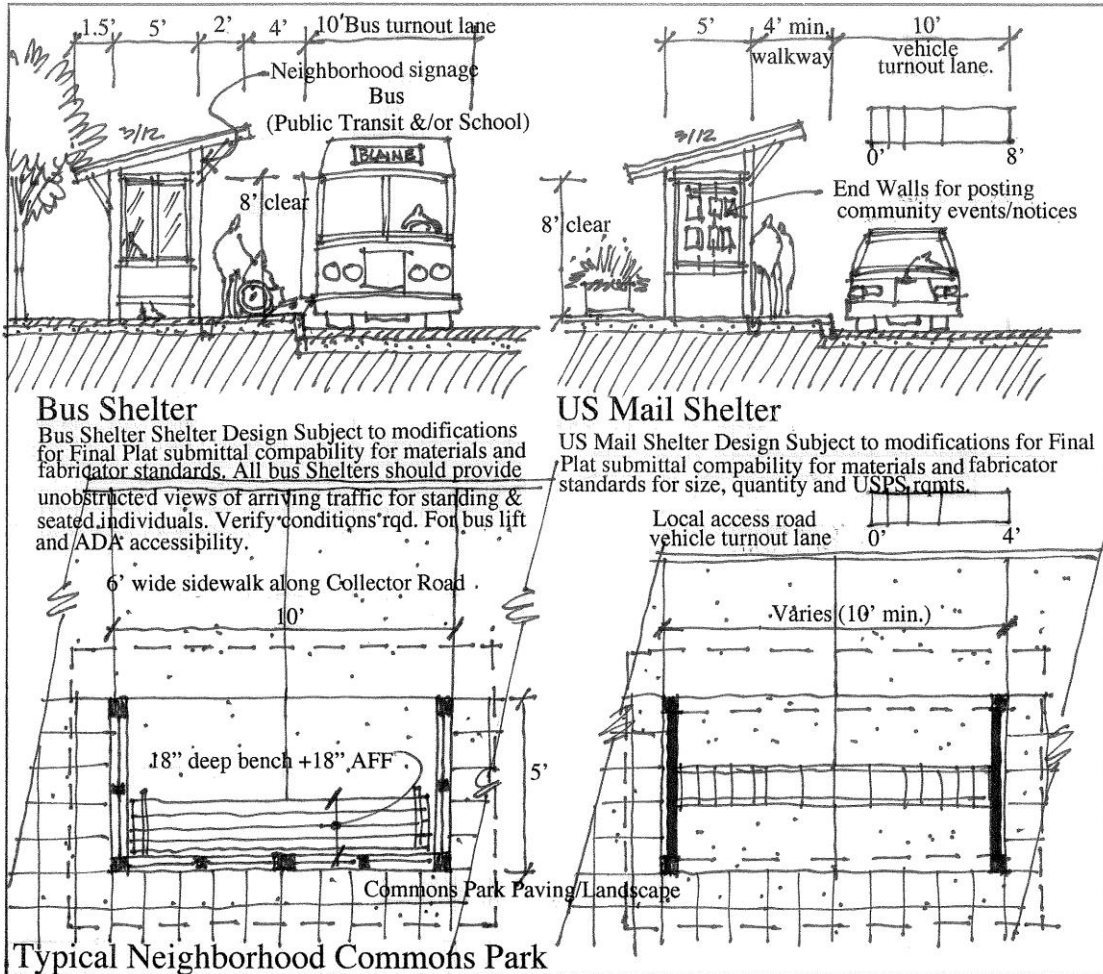 1.5' 5' 2' 4' 10' Bus turnout lane
Neighborhood signage
Bus
(Public Transit &/or School)
3/12
BLAINE
8' clear
5' 4' min. 10'
walkway
vehicle
turnout lane.
3/12
0' 8'
8' clear
End Walls for posting
community events/notices
Bus Shelter
Bus Shelter Shelter Design Subject to modifications
for Final Plat submittal compability for materials and
fabricator standards. All bus Shelters should provide
unobstructed views of arriving traffic for standing &
seated individuals. Verify conditions rqd. For bus lift
and ADA accessibility.
6' wide sidewalk along Collector Road
10'
18" deep bench +18" AFF
5'
US Mail Shelter
US Mail Shelter Design Subject to modifications for Final
Plat submittal compability for materials and fabricator
standards for size, quantity and USPS rqmts.
Local access road
vehicle turnout lane
0' 4'
Varies (10' min.)
Commons Park Paving/Landscape
Typical Neighborhood Commons Park